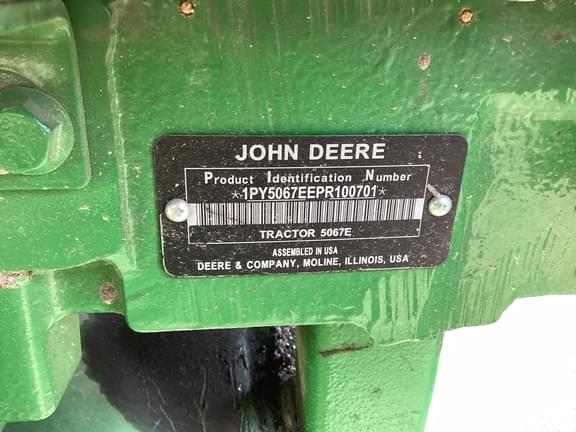 JOHN DEERE
Product Identification Number
*1PY5067EEPR100701*
TRACTOR 5067E
ASSEMBLED IN USA
DEERE & COMPANY, MOLINE, ILLINOIS, USA